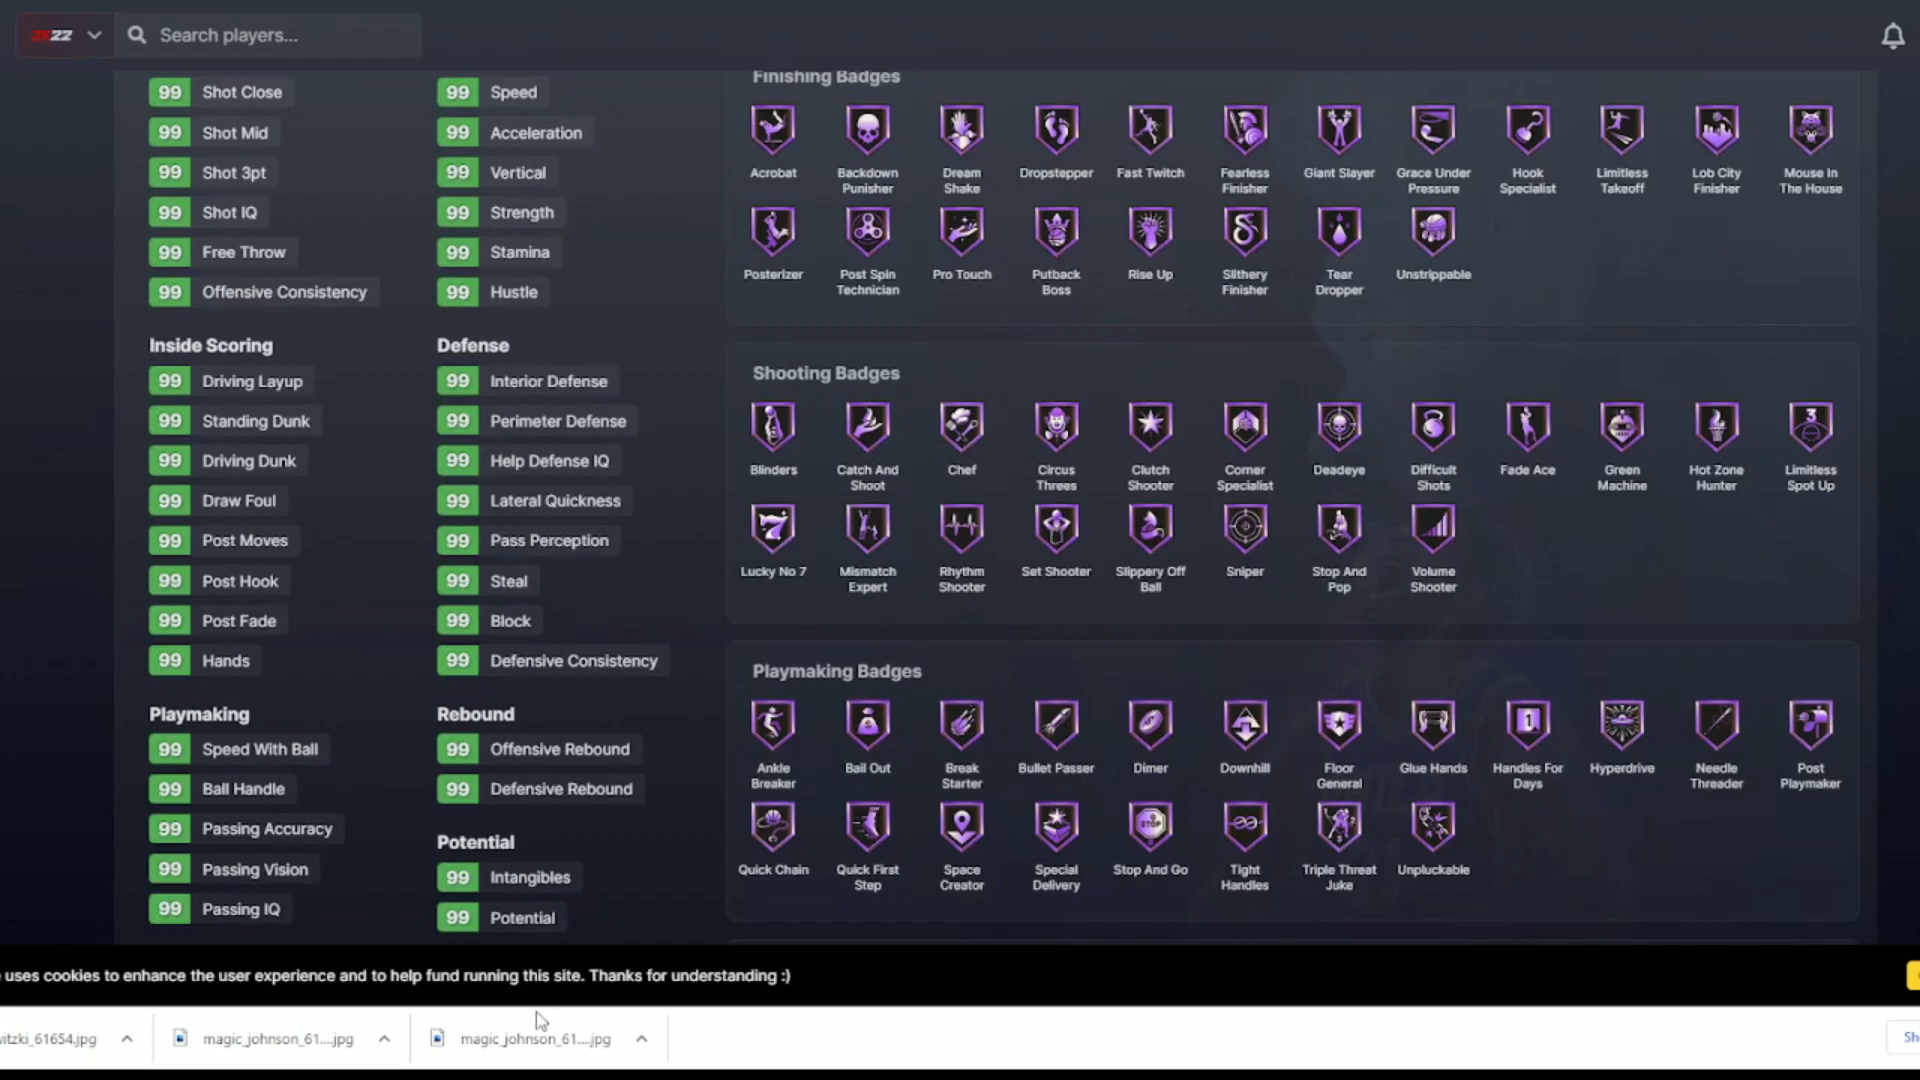 2K22
Search players...
99 Shot Close
99 Shot Mid
99 Shot 3pt
99 Shot IQ
99 Free Throw
99 Offensive Consistency
Inside Scoring
99 Driving Layup
99 Standing Dunk
99 Driving Dunk
99 Draw Foul
99 Post Moves
99 Post Hook
99 Post Fade
99 Hands
Playmaking
99 Speed With Ball
99 Ball Handle
99 Passing Accuracy
99 Passing Vision
99 Passing IQ
99 Speed
99 Acceleration
99 Vertical
99 Strength
99 Stamina
99 Hustle
Defense
99 Interior Defense
99 Perimeter Defense
99 Help Defense IQ
99 Lateral Quickness
99 Pass Perception
99 Steal
99 Block
99 Defensive Consistency
Rebound
99 Offensive Rebound
99 Defensive Rebound
Potential
99 Intangibles
99 Potential
Finishing Badges
Acrobat
Backdown
Punisher
Dream
Shake
Dropstepper
Fast Twitch
Fearless
Finisher
Giant Slayer
Grace Under
Pressure
Hook
Specialist
Limitless
Takeoff
Lob City
Finisher
Mouse In
The House
Posterizer
Post Spin
Technician
Pro Touch
Putback
Boss
Rise Up
Slithery
Finisher
Tear
Dropper
Unstrippable
Shooting Badges
Blinders
Catch And
Shoot
Chef
Circus
Threes
Clutch
Shooter
Corner
Specialist
Deadeye
Difficult
Shots
Fade Ace
Green
Machine
Hot Zone
Hunter
3
Limitless
Spot Up
Lucky No 7
Mismatch
Expert
Rhythm
Shooter
Set Shooter
Slippery Off
Ball
Sniper
Stop And
Pop
Volume
Shooter
Playmaking Badges
Ankle
Breaker
Bail Out
Break
Starter
Bullet Passer
Dimer
Downhill
Floor
General
Glue Hands
1
Handles For
Days
Hyperdrive
Needle
Threader
Post
Playmaker
Quick Chain
Quick First
Step
Space
Creator
Special
Delivery
STOP
Stop And Go
Tight
Handles
Triple Threat
Juke
Unpluckable
uses cookies to enhance the user experience and to help fund running this site. Thanks for understanding :)
witzki_61654.jpg
magic_johnson_61....jpg
magic_johnson_61....jpg
Sh